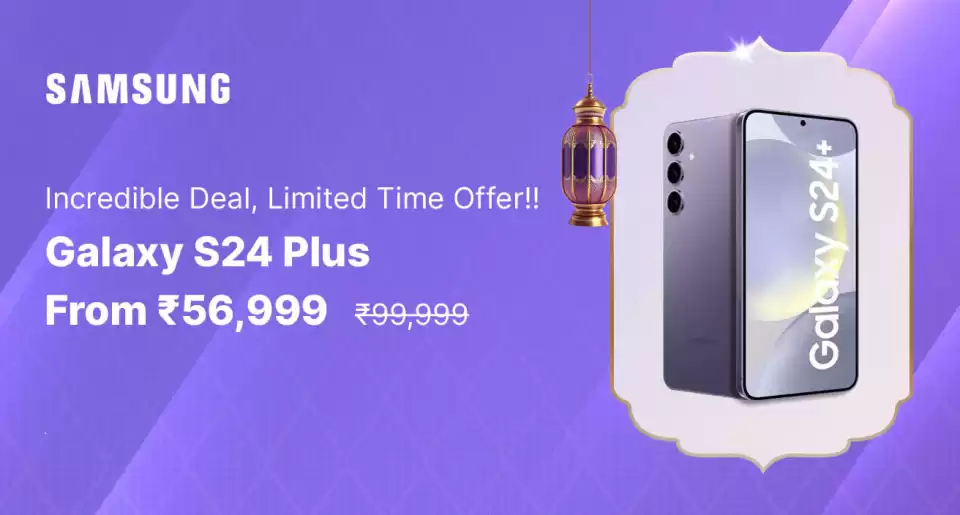 SAMSUNG
Incredible Deal, Limited Time Offer!!
Galaxy S24 Plus
From ₹56,999 ₹99,999
Galaxy S24+